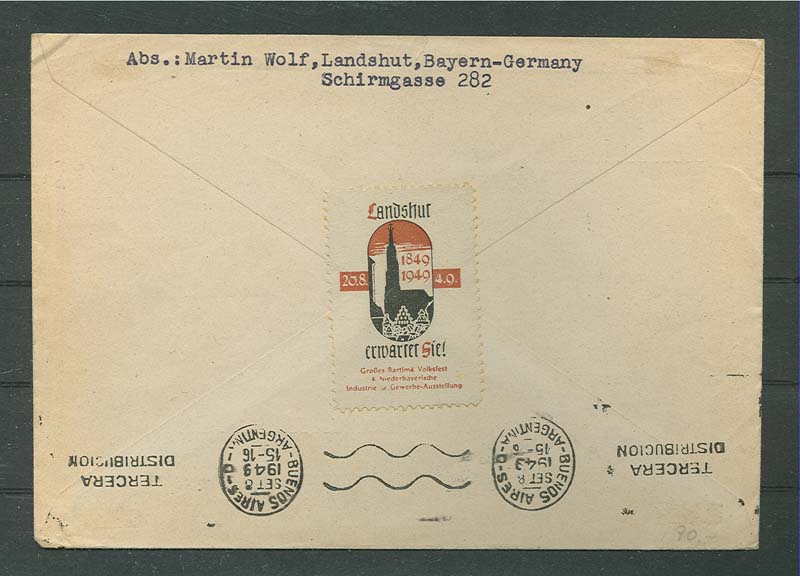 Abs.:Martin Wolf,Landshut,Bayern-Germany
Schirmgasse 282
Landshut
1849
20.8. 1949 4.9.
erwartet Sie!
Großes Bartlmä Volksfest
& Niederbayerische
Industrie u. Gewerbe-Ausstellung
TERCERA
DISTRIBUCION
BUENOS AIRES-D-
SET 8
1949
15-16
ARGENTINA-
BUENOS AIRES-D-
SET 8
1949
15-
ARGENTINA-
TERCERA
DISTRIBUCION
80.-